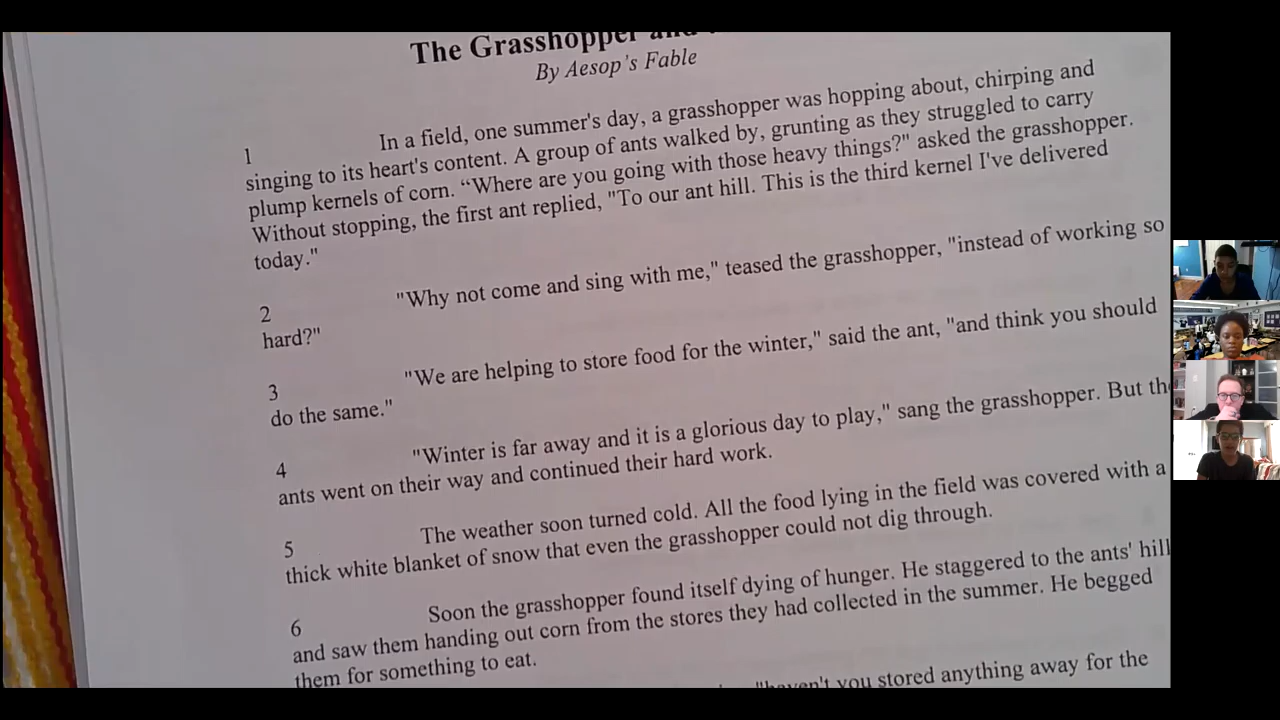 The Grasshopper and
By Aesop's Fable
1 In a field, one summer's day, a grasshopper was hopping about, chirping and
singing to its heart's content. A group of ants walked by, grunting as they struggled to carry
plump kernels of corn. “Where are you going with those heavy things?" asked the grasshopper.
Without stopping, the first ant replied, "To our ant hill. This is the third kernel I've delivered
today."
2 "Why not come and sing with me," teased the grasshopper, "instead of working so
hard?"
3 "We are helping to store food for the winter," said the ant, "and think you should
do the same."
4 "Winter is far away and it is a glorious day to play," sang the grasshopper. But the
ants went on their way and continued their hard work.
5 The weather soon turned cold. All the food lying in the field was covered with a
thick white blanket of snow that even the grasshopper could not dig through.
6 Soon the grasshopper found itself dying of hunger. He staggered to the ants' hill
and saw them handing out corn from the stores they had collected in the summer. He begged
them for something to eat.
"haven't you stored anything away for the